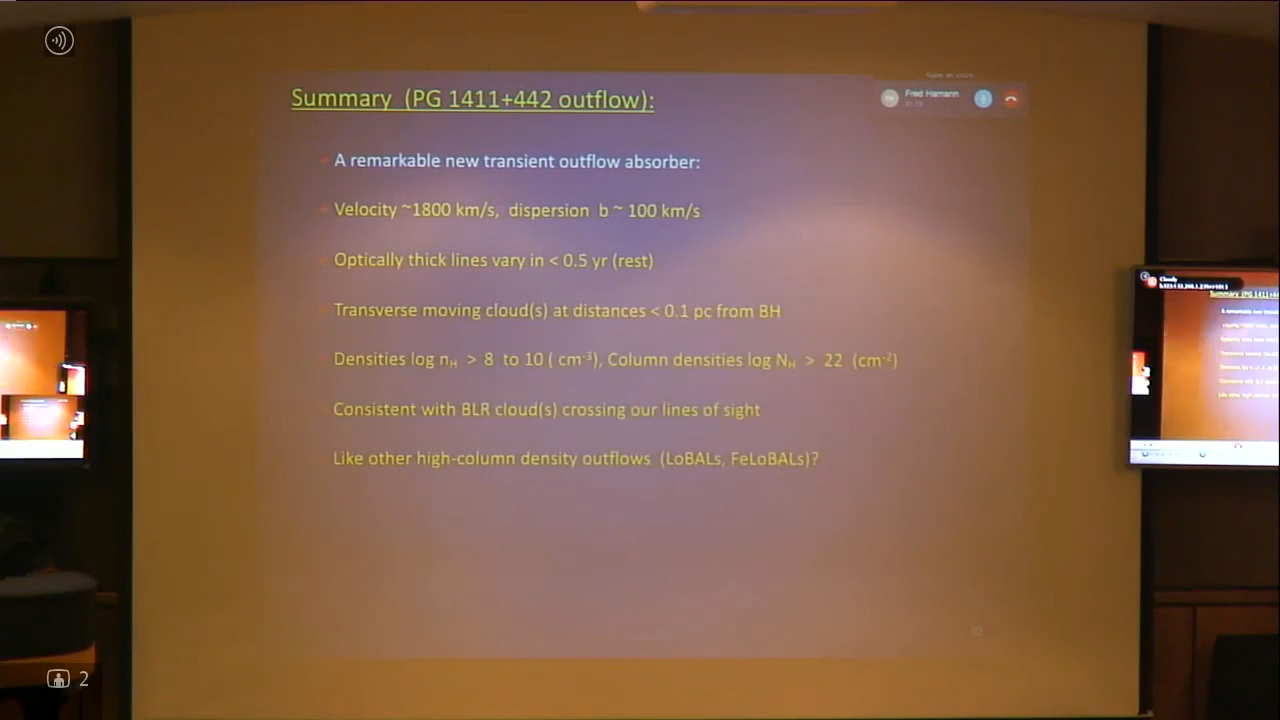 Summary (PG 1411+442 outflow):
Fred Hamann
A remarkable new transient outflow absorber:
Velocity ~1800 km/s, dispersion b ~ 100 km/s
Optically thick lines vary in < 0.5 yr (rest)
Transverse moving cloud(s) at distances < 0.1 pc from BH
Densities log nH > 8 to 10 ( cm-3), Column densities log NH > 22 (cm-2)
Consistent with BLR cloud(s) crossing our lines of sight
Like other high-column density outflows (LoBALs, FeLoBALs)?
10
2
Cloudy